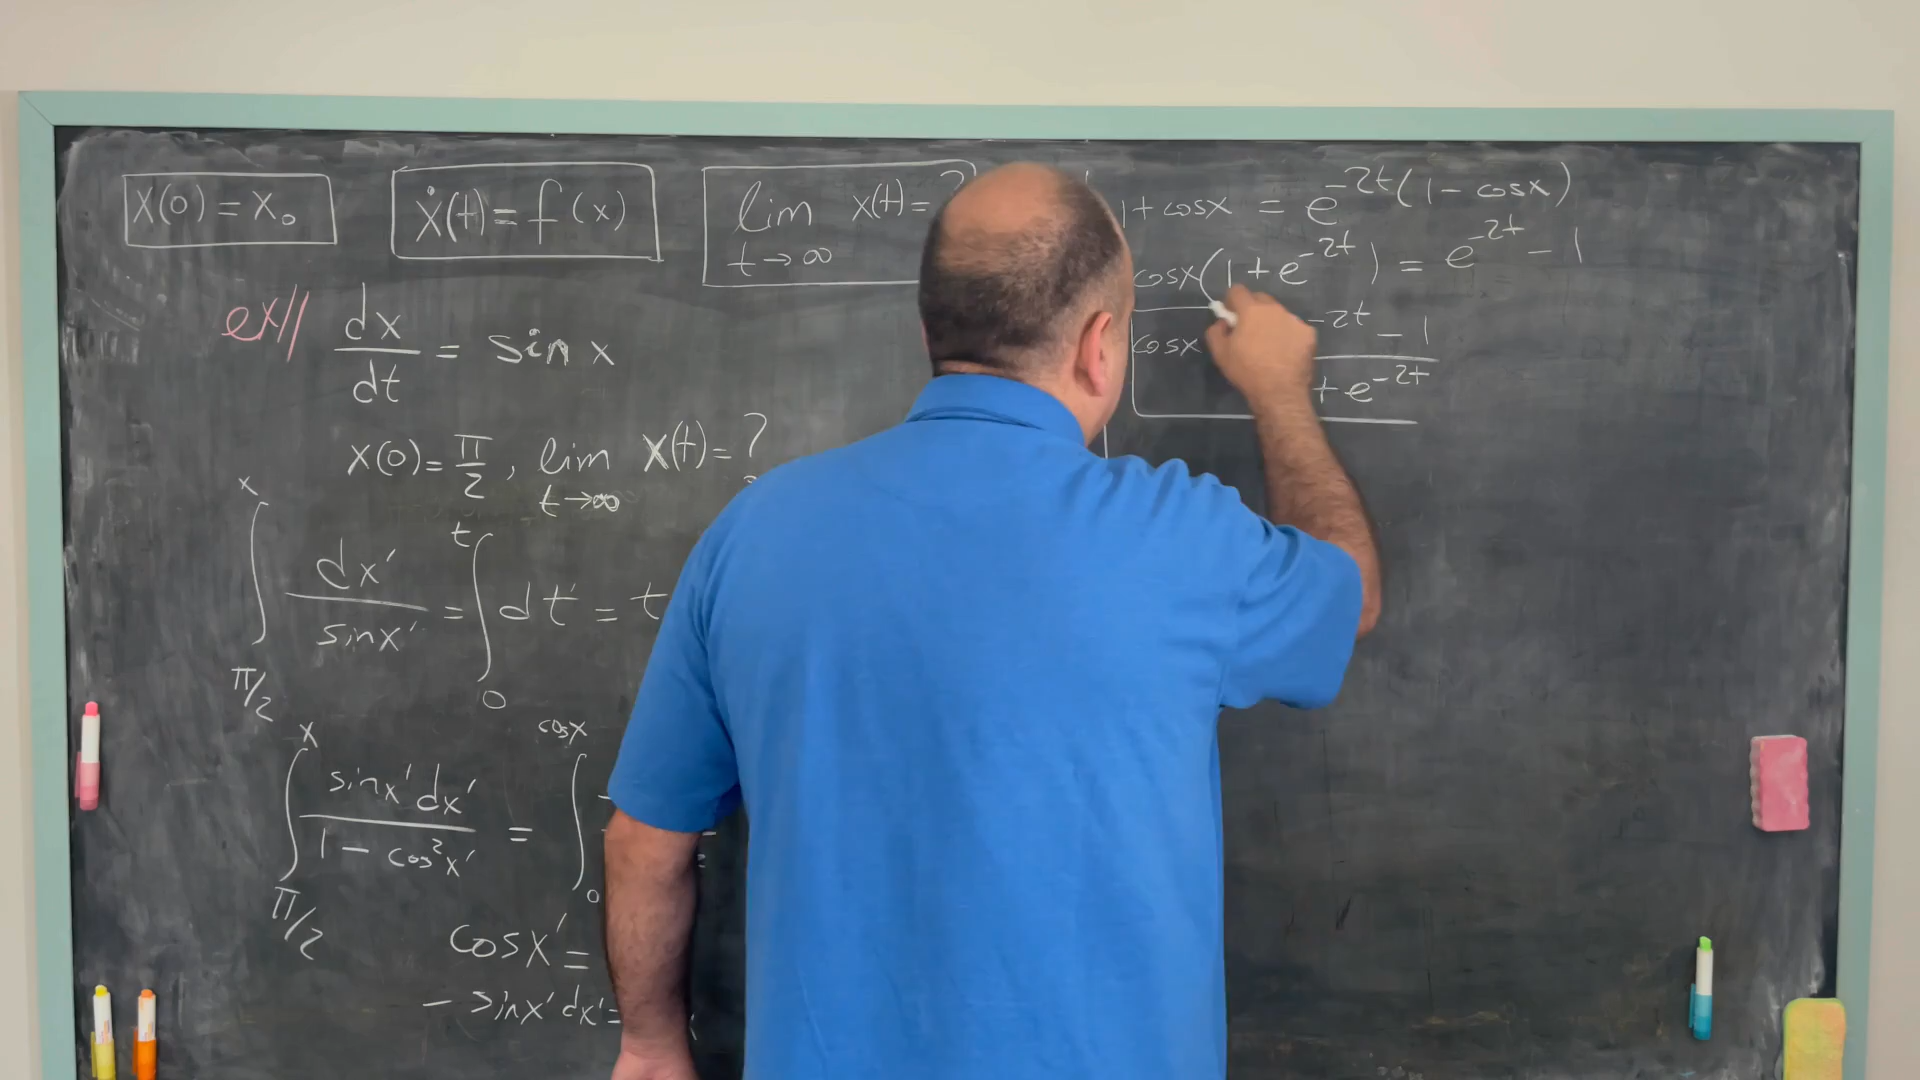 X(0) = X₀
ẋ(t) = f(x)
lim x(t) = ?
t → ∞
ex// dx/dt = sin x
X(0) = π/2, lim X(t) = ?
t → ∞
∫_{π/2}^{x} dx'/sinx' = ∫_{0}^{t} dt' = t
∫_{π/2}^{x} sinx' dx'/1 - cos²x' = ∫_{0}^{cosx}
cosx' =
- sinx' dx' =
1 + cosx = e^{-2t}(1 - cosx)
cosx(1 + e^{-2t}) = e^{-2t} - 1
cosx -2t - 1
+ e^{-2t}